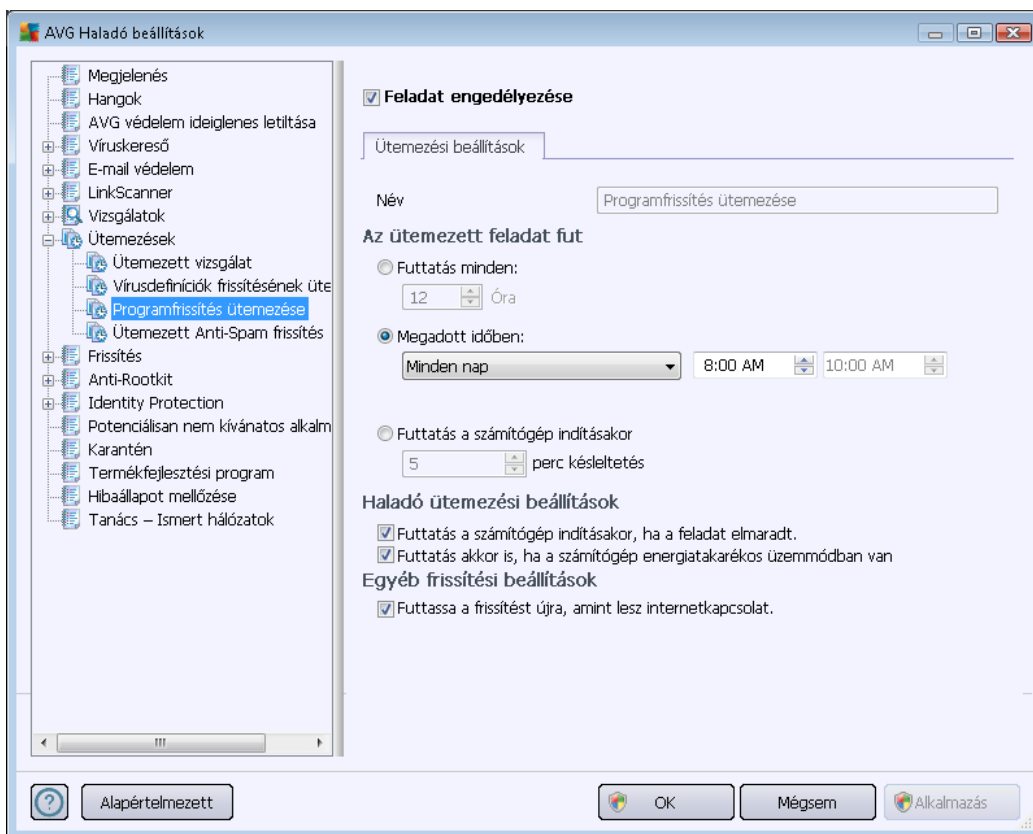 AVG Haladó beállítások
Megjelenés
Hangok
AVG védelem ideiglenes letiltása
Víruskereső
E-mail védelem
LinkScanner
Vizsgálatok
Ütemezések
Ütemezett vizsgálat
Vírusdefiníciók frissítésének üte
Programfrissítés ütemezése
Ütemezett Anti-Spam frissítés
Frissítés
Anti-Rootkit
Identity Protection
Potenciálisan nem kívánatos alkalm
Karantén
Termékfejlesztési program
Hibaállapot mellőzése
Tanács – Ismert hálózatok
Feladat engedélyezése
Ütemezési beállítások
Név Programfrissítés ütemezése
Az ütemezett feladat fut
Futtatás minden:
12 Óra
Megadott időben:
Minden nap 8:00 AM 10:00 AM
Futtatás a számítógép indításakor
5 perc késleltetés
Haladó ütemezési beállítások
Futtatás a számítógép indításakor, ha a feladat elmaradt.
Futtatás akkor is, ha a számítógép energiatakarékos üzemmódban van
Egyéb frissítési beállítások
Futtassa a frissítést újra, amint lesz internetkapcsolat.
? Alapértelmezett OK Mégsem Alkalmazás